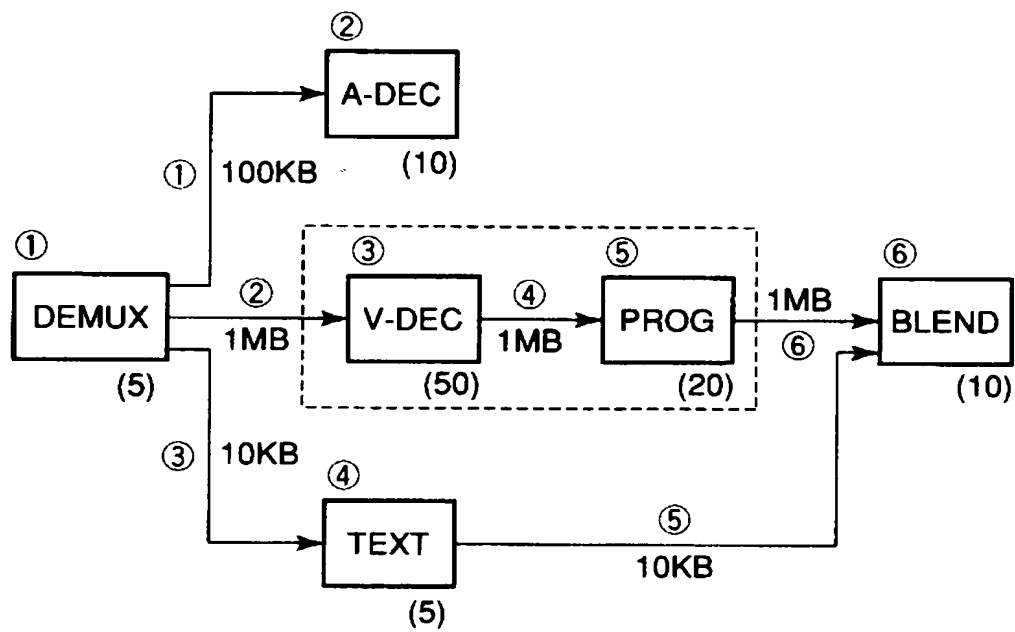 ②
A-DEC
(10)
① 100KB
①
DEMUX
(5)
②
1MB
③
V-DEC
(50)
④
1MB
⑤
PROG
(20)
1MB
⑥
⑥
BLEND
(10)
③ 10KB
④
TEXT
(5)
⑤
10KB